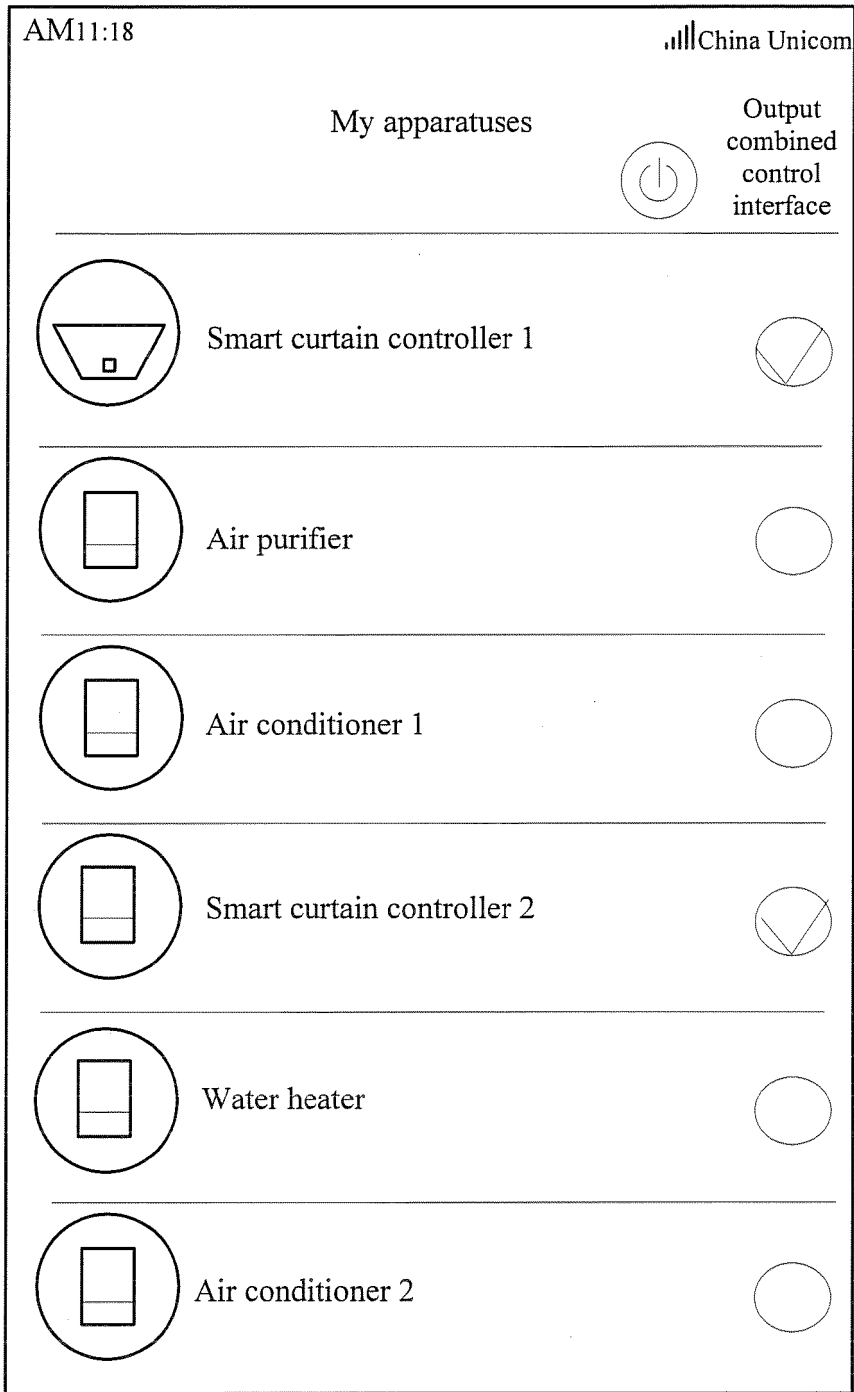 AM11:18
China Unicom
My apparatuses
Output
combined
control
interface
Smart curtain controller 1
Air purifier
Air conditioner 1
Smart curtain controller 2
Water heater
Air conditioner 2